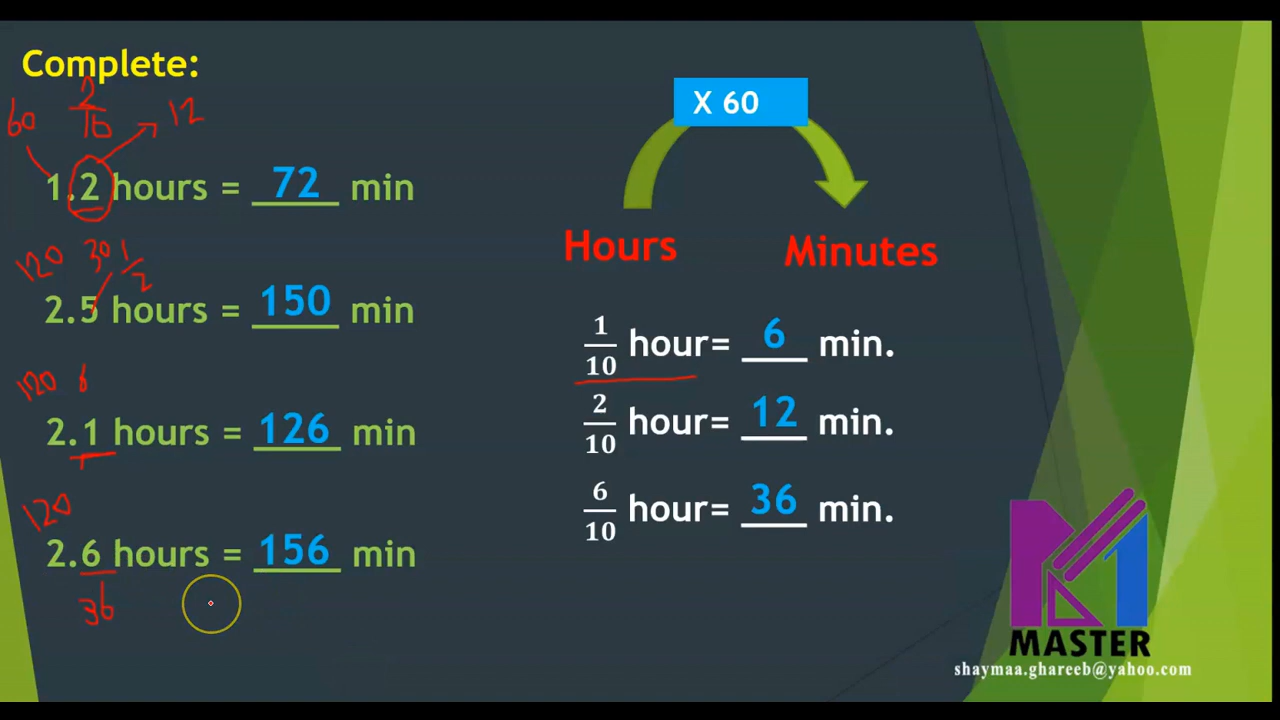 Complete:
60 2/10 12
1.2 hours = 72 min
120 30 1/2
2.5 hours = 150 min
120 6
2.1 hours = 126 min
120
2.6 hours = 156 min
36
X 60
Hours Minutes
1/10 hour= 6 min.
2/10 hour= 12 min.
6/10 hour= 36 min.
M1
MASTER
shaymaa.ghareeb@yahoo.com